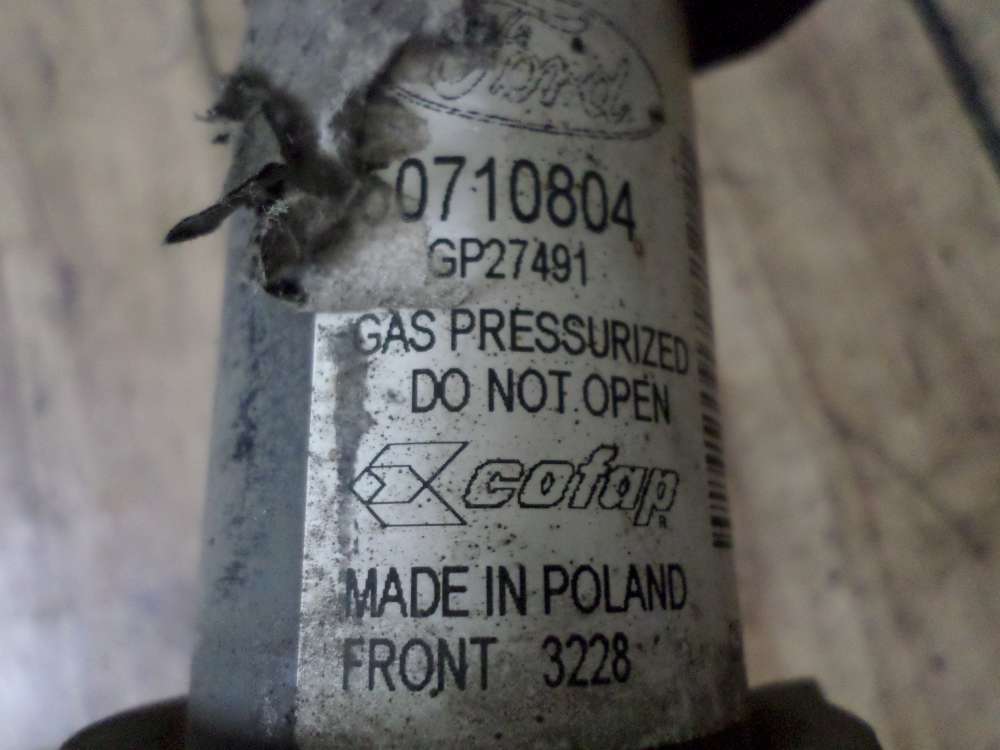 Ford
0710804
GP27491
GAS PRESSURIZED
DO NOT OPEN
cofap
MADE IN POLAND
FRONT 3228